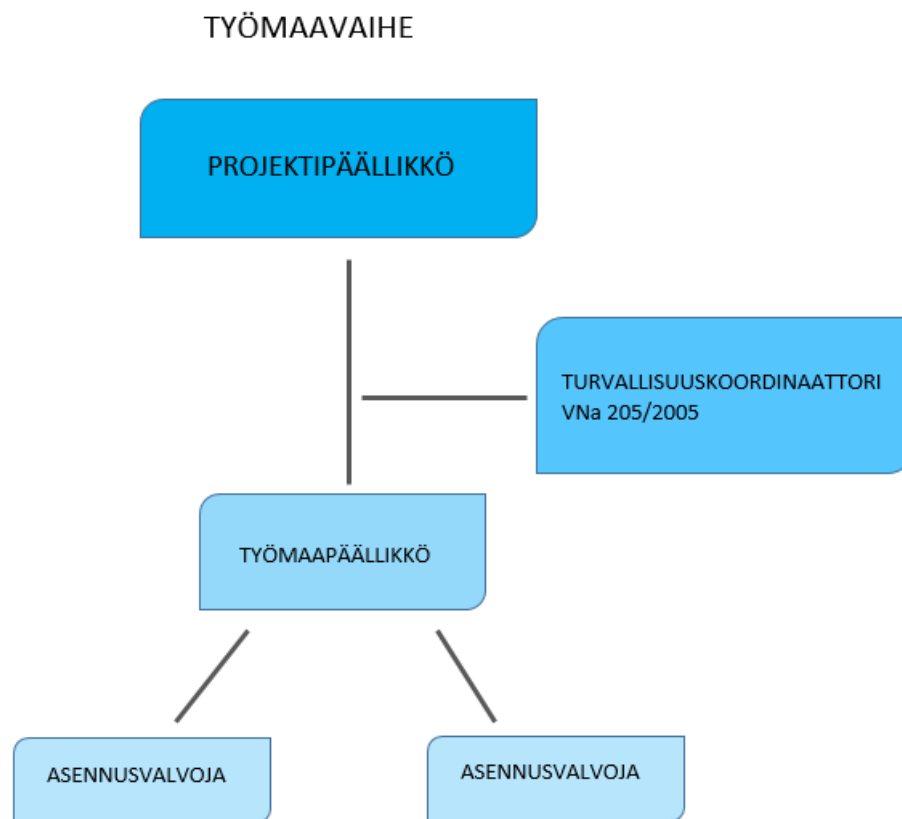 TYÖMAAVAIHE
PROJEKTIPÄÄLLIKKÖ
TURVALLISUUSKOORDINAATTORI
VNa 205/2005
TYÖMAAPÄÄLLIKKÖ
ASENNUSVALVOJA
ASENNUSVALVOJA